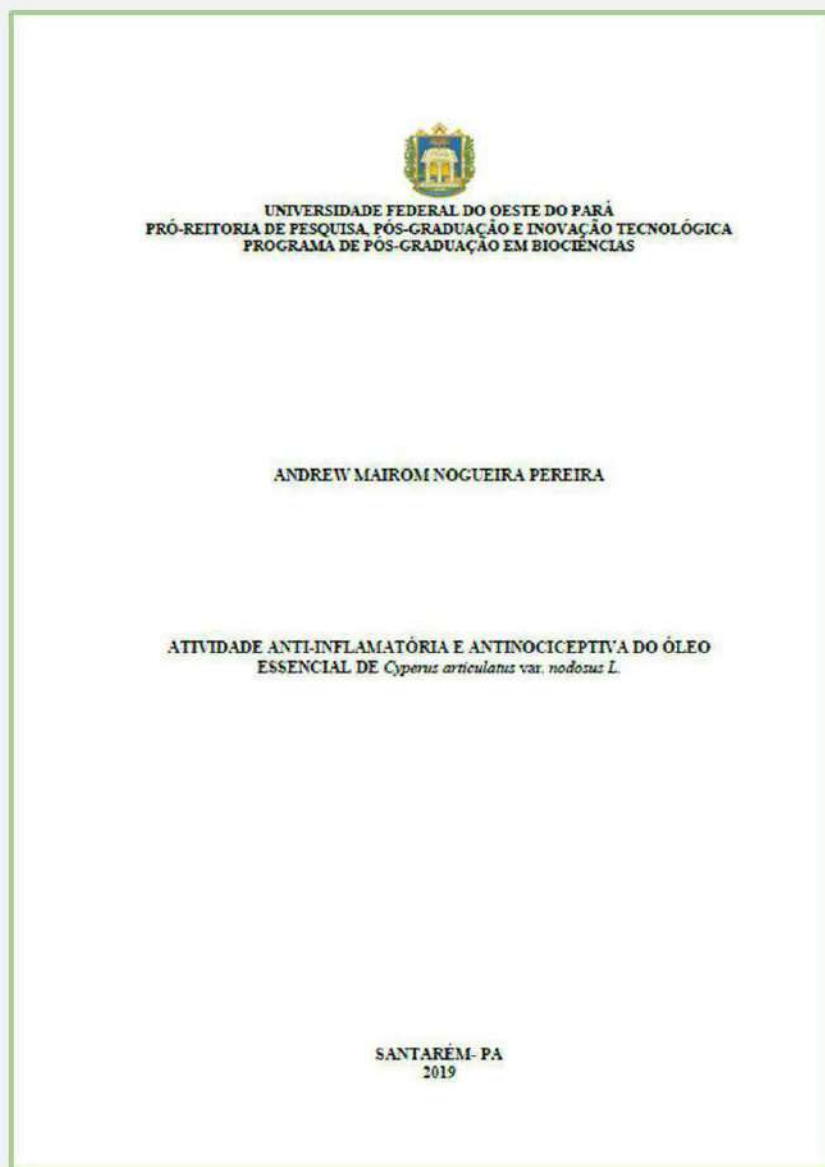 UNIVERSIDADE FEDERAL DO OESTE DO PARÁ
PRÓ-REITORIA DE PESQUISA, PÓS-GRADUAÇÃO E INOVAÇÃO TECNOLÓGICA
PROGRAMA DE PÓS-GRADUAÇÃO EM BIOCIÊNCIAS
ANDREW MAIROM NOGUEIRA PEREIRA
ATIVIDADE ANTI-INFLAMATÓRIA E ANTINOCICEPTIVA DO ÓLEO
ESSENCIAL DE Cyperus articulatus var. nodosus L.
SANTARÉM- PA
2019